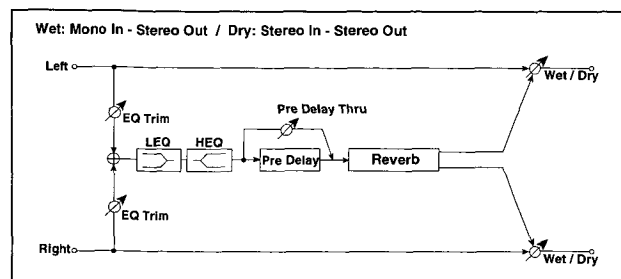 Wet: Mono In - Stereo Out / Dry: Stereo In - Stereo Out
Left
Wet / Dry
Pre Delay Thru
EQ Trim
LEQ HEQ
Pre Delay
Reverb
EQ Trim
Right
Wet / Dry